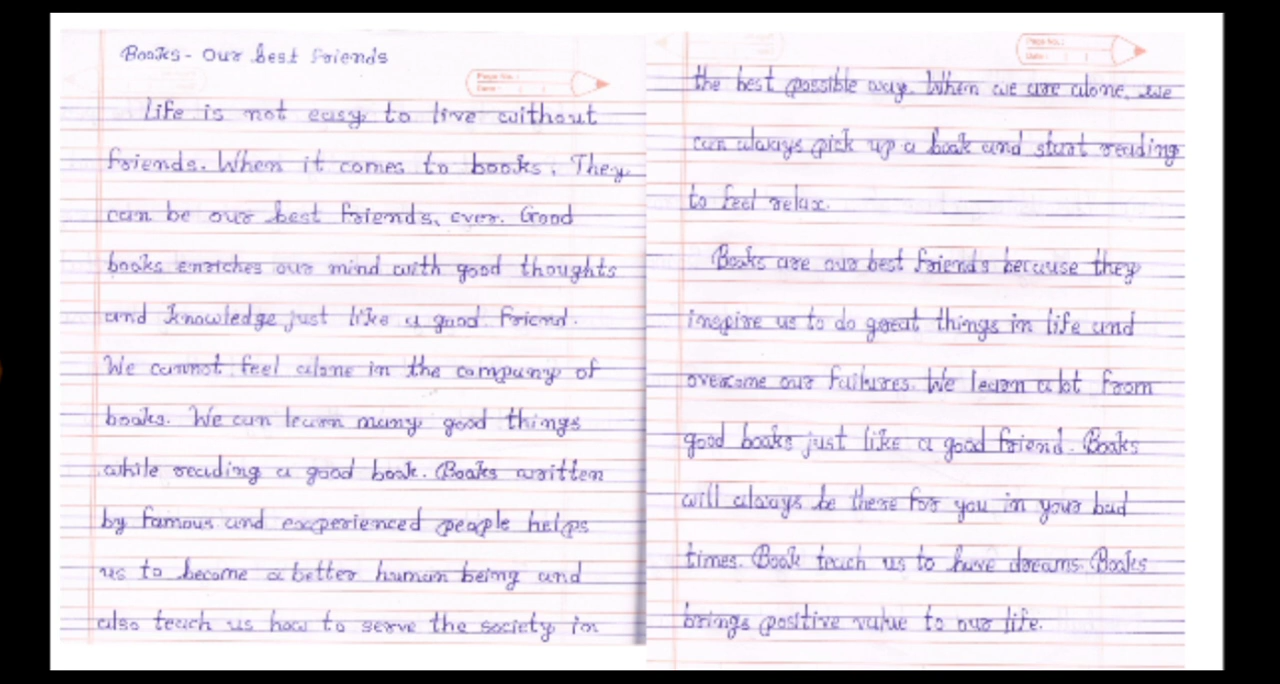 Books - Our best friends
Page No.:
Date:
Life is not easy to live without
friends. When it comes to books, They
can be our best friends, ever. Good
books enriches our mind with good thoughts
and knowledge just like a good friend.
We cannot feel alone in the company of
books. We can learn many good things
while reading a good book. Books written
by famous and experienced people helps
us to become a better human being and
also teach us how to serve the society in
Page No.:
Date:
the best possible way. When we are alone, we
can always pick up a book and start reading
to feel relax.
Books are our best friends because they
inspire us to do great things in life and
overcome our failures. We learn a lot from
good books just like a good friend. Books
will always be there for you in your bad
times. Book teach us to have dreams. Books
brings positive value to our life.